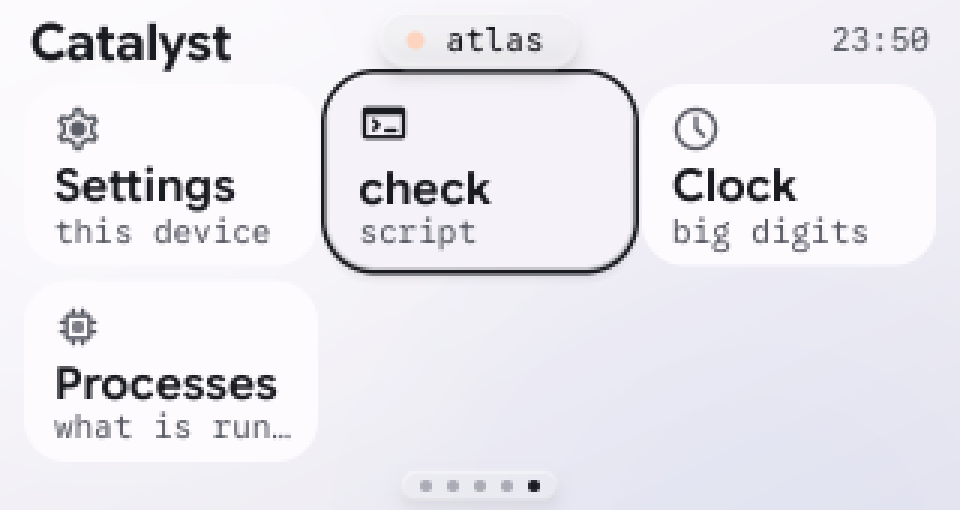 Catalyst
atlas
23:50
Settings
this device
check
script
Clock
big digits
Processes
what is run…